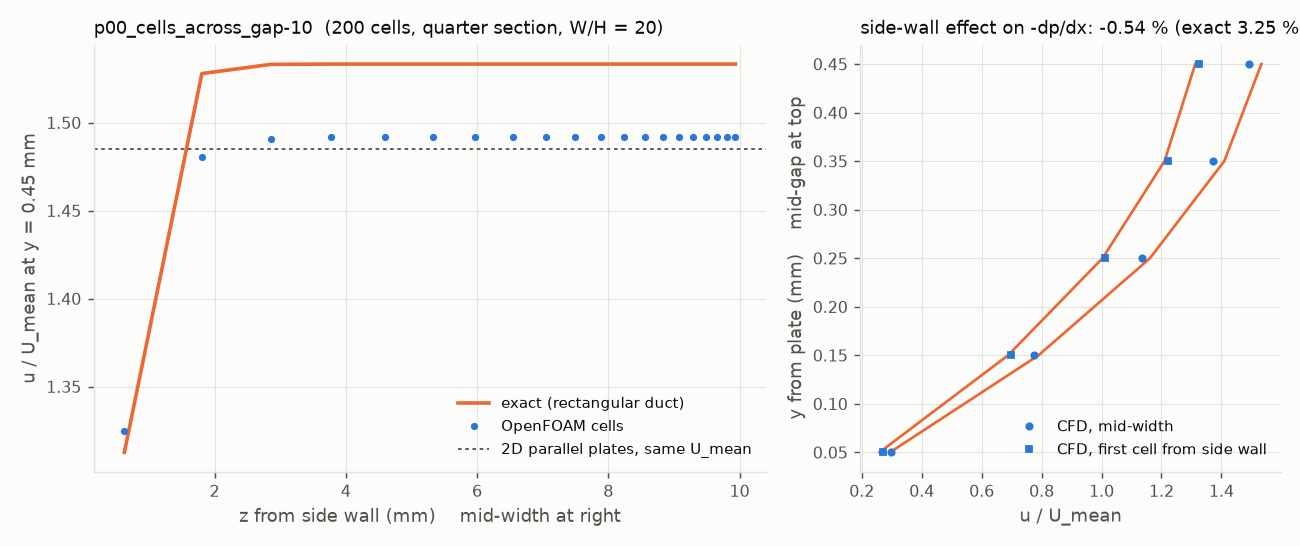 p00_cells_across_gap-10  (200 cells, quarter section, W/H = 20)
u / U_mean at y = 0.45 mm
1.50
1.45
1.40
1.35
exact (rectangular duct)
OpenFOAM cells
2D parallel plates, same U_mean
2
4
6
8
10
z from side wall (mm)    mid-width at right
side-wall effect on -dp/dx: -0.54 % (exact 3.25 %
y from plate (mm)    mid-gap at top
0.45
0.40
0.35
0.30
0.25
0.20
0.15
0.10
0.05
CFD, mid-width
CFD, first cell from side wall
0.2
0.4
0.6
0.8
1.0
1.2
1.4
u / U_mean